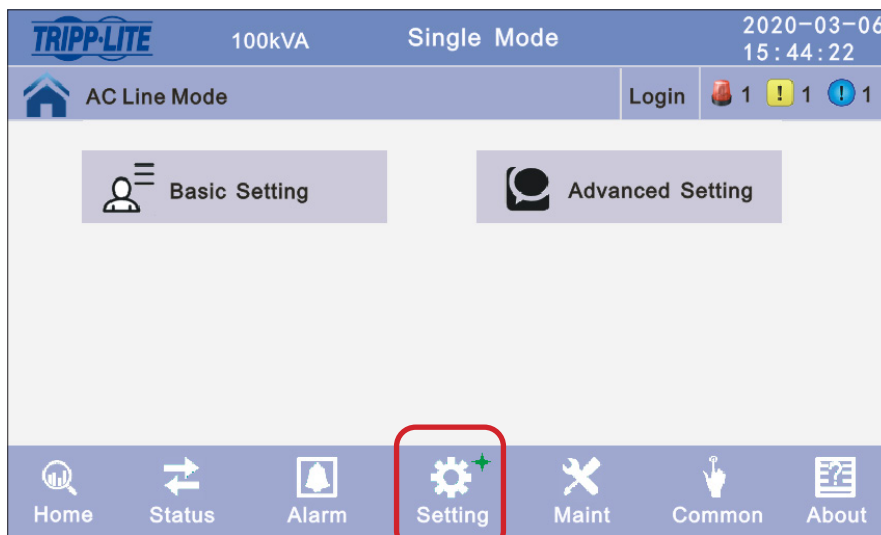 TRIPP·LITE 100kVA Single Mode 2020-03-06
15:44:22
AC Line Mode Login 1 ! 1 ! 1
Basic Setting Advanced Setting
Home Status Alarm Setting Maint Common About